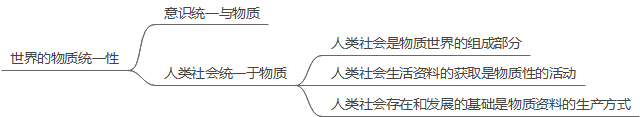 意识统一与物质
世界的物质统一性
人类社会统一于物质
人类社会是物质世界的组成部分
人类社会生活资料的获取是物质性的活动
人类社会存在和发展的基础是物质资料的生产方式